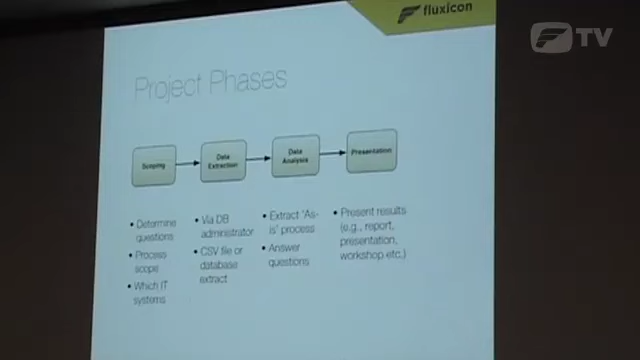 fluxicon
TV
Project Phases
Scoping
Data
Extraction
Data
Analysis
Presentation
• Determine
questions
• Process
scope
• Which IT
systems
• Via DB
administrator
• CSV file or
database
extract
• Extract "As-
is" process
• Answer
questions
• Present results
(e.g., report,
presentation,
workshop etc.)